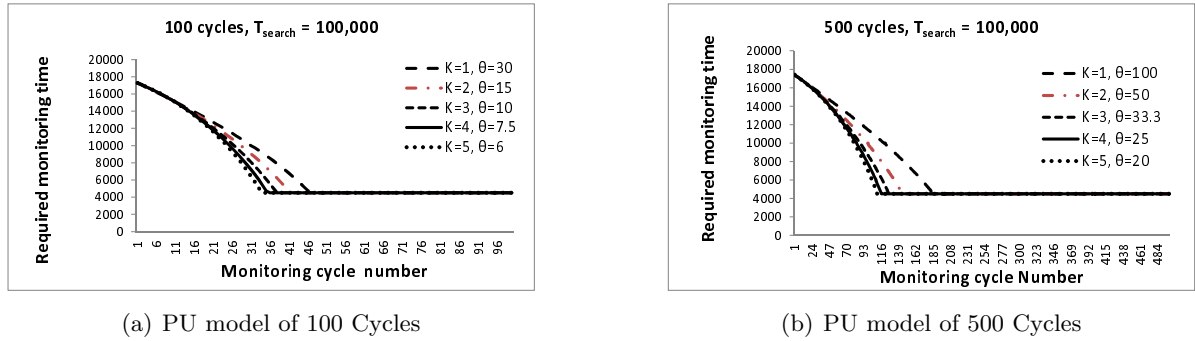 100 cycles, Tsearch = 100,000
Required monitoring time
20000
18000
16000
14000
12000
10000
8000
6000
4000
2000
0
K=1, θ=30
K=2, θ=15
K=3, θ=10
K=4, θ=7.5
K=5, θ=6
1 6 11 16 21 26 31 36 41 46 51 56 61 66 71 76 81 86 91 96
Monitoring cycle number
(a) PU model of 100 Cycles
500 cycles, Tsearch = 100,000
Required monitoring time
20000
18000
16000
14000
12000
10000
8000
6000
4000
2000
0
K=1, θ=100
K=2, θ=50
K=3, θ=33.3
K=4, θ=25
K=5, θ=20
1 24 47 70 93 116 139 162 185 208 231 254 277 300 323 346 369 392 415 438 461 484
Monitoring cycle Number
(b) PU model of 500 Cycles